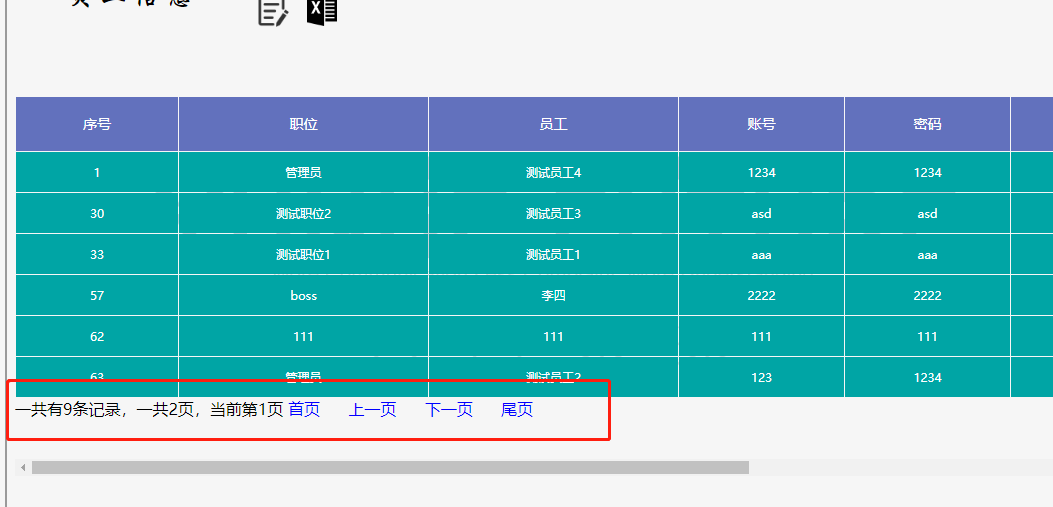 员工信息
序号 职位 员工 账号 密码
1 管理员 测试员工4 1234 1234
30 测试职位2 测试员工3 asd asd
33 测试职位1 测试员工1 aaa aaa
57 boss 李四 2222 2222
62 111 111 111 111
63 管理员 测试员工2 123 1234
一共有9条记录，一共2页，当前第1页 首页 上一页 下一页 尾页